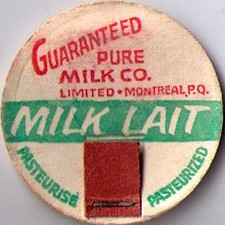 GUARANTEED
PURE
MILK CO.
LIMITED • MONTREAL, P.Q.
MILK LAIT
PASTEURISÉ PASTEURIZED